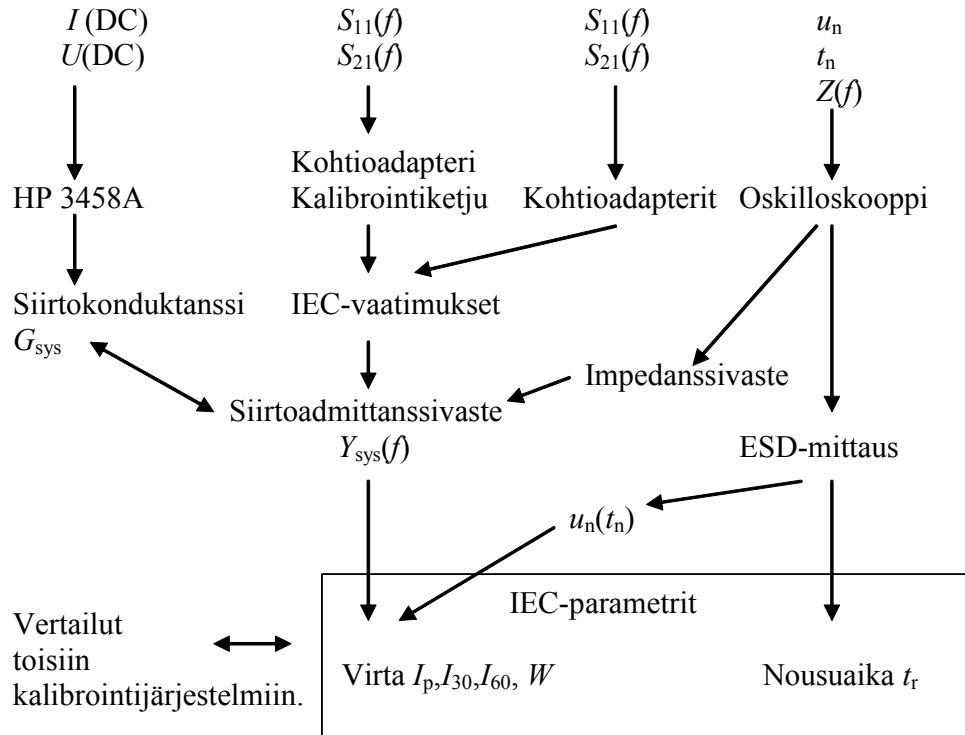 I (DC)
U(DC)
S11(f)
S21(f)
S11(f)
S21(f)
un
tn
Z(f)
HP 3458A
Kohtioadapteri
Kalibrointiketju
Kohtioadapterit
Oskilloskooppi
Siirtokonduktanssi
Gsys
IEC-vaatimukset
Impedanssivaste
Siirtoadmittanssivaste
Ysys(f)
ESD-mittaus
un(tn)
IEC-parametrit
Vertailut
toisiin
kalibrointijärjestelmiin.
Virta Ip,I30,I60, W
Nousuaika tr